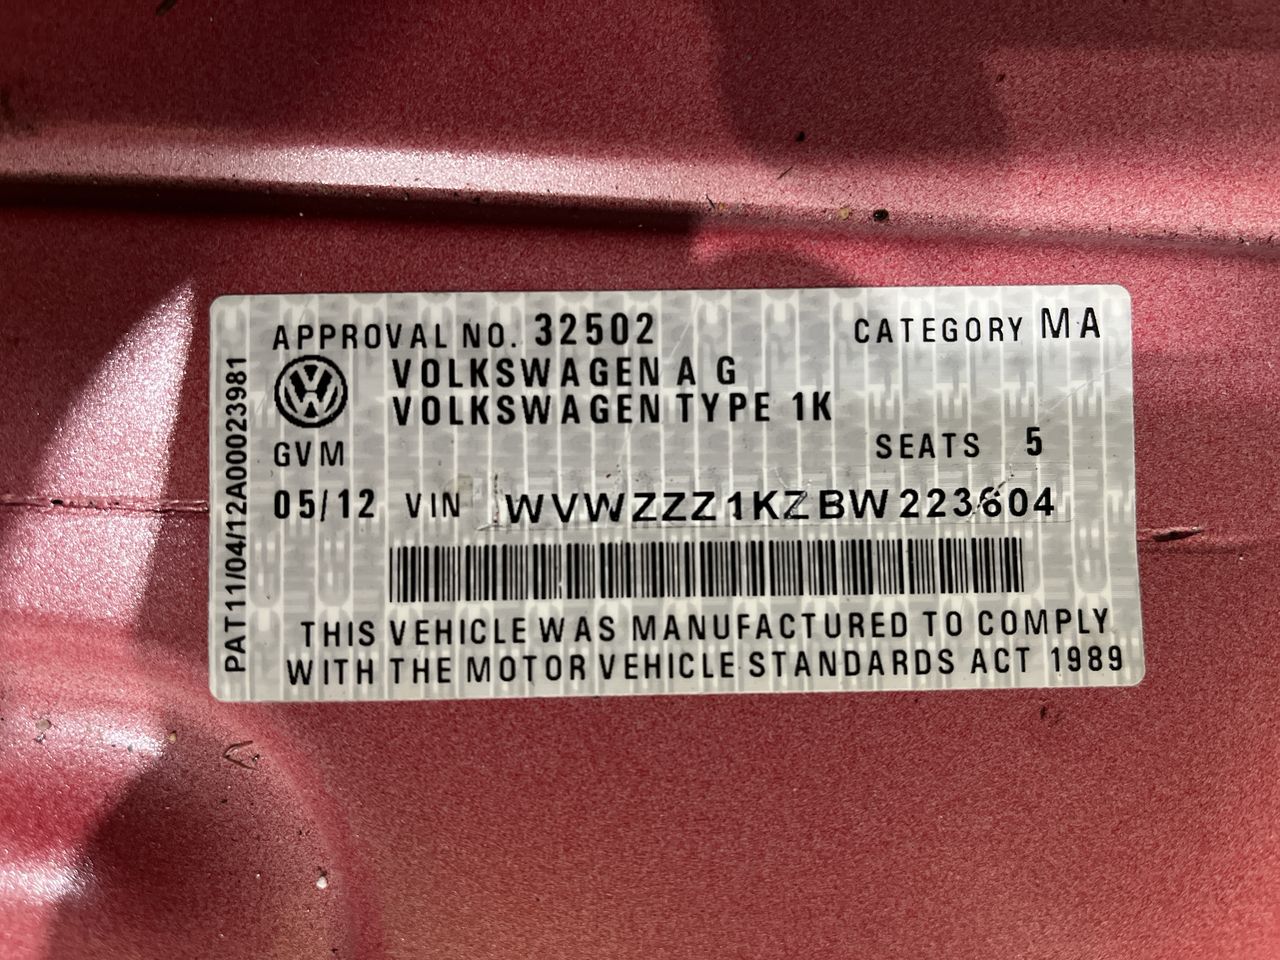 APPROVAL NO. 32502 CATEGORY MA
VOLKSWAGEN A G
VOLKSWAGEN TYPE 1K
GVM SEATS 5
05/12 VIN WVWZZZ1KZBW223604
THIS VEHICLE WAS MANUFACTURED TO COMPLY
WITH THE MOTOR VEHICLE STANDARDS ACT 1989
PAT11/04/12A00023981